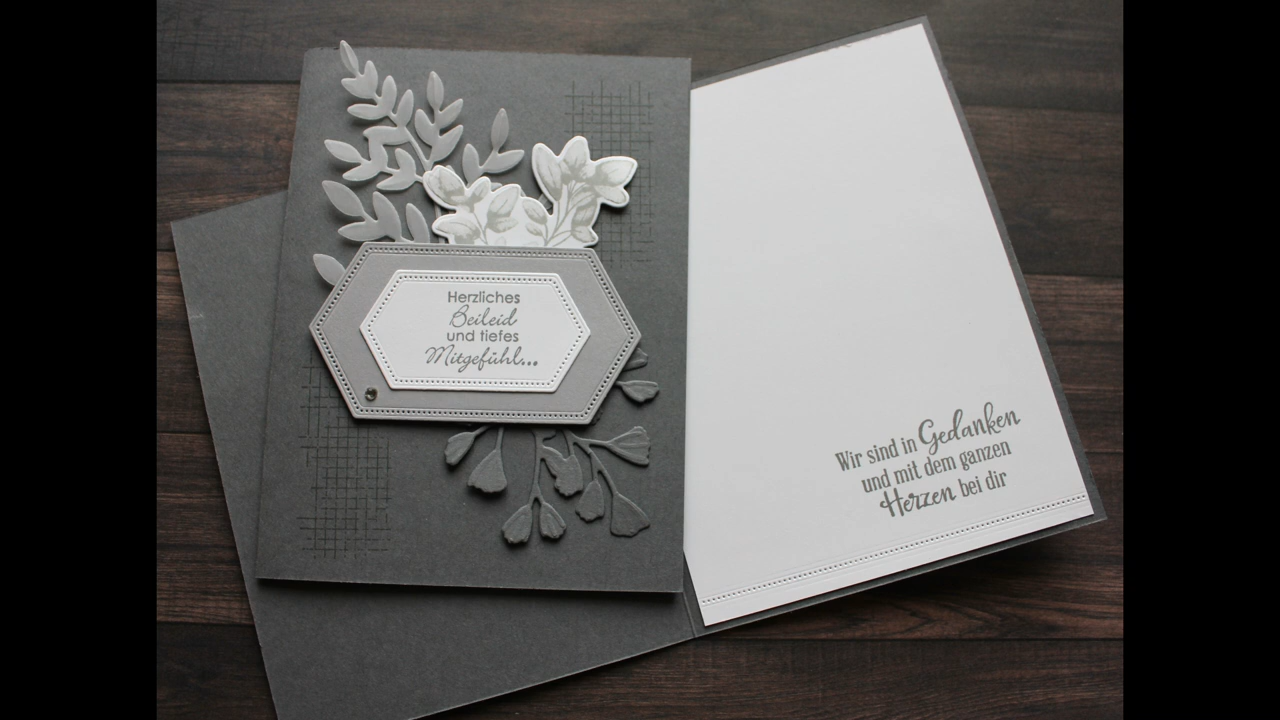 Herzliches
Beileid
und tiefes
Mitgefühl...
Wir sind in Gedanken
und mit dem ganzen
Herzen bei dir